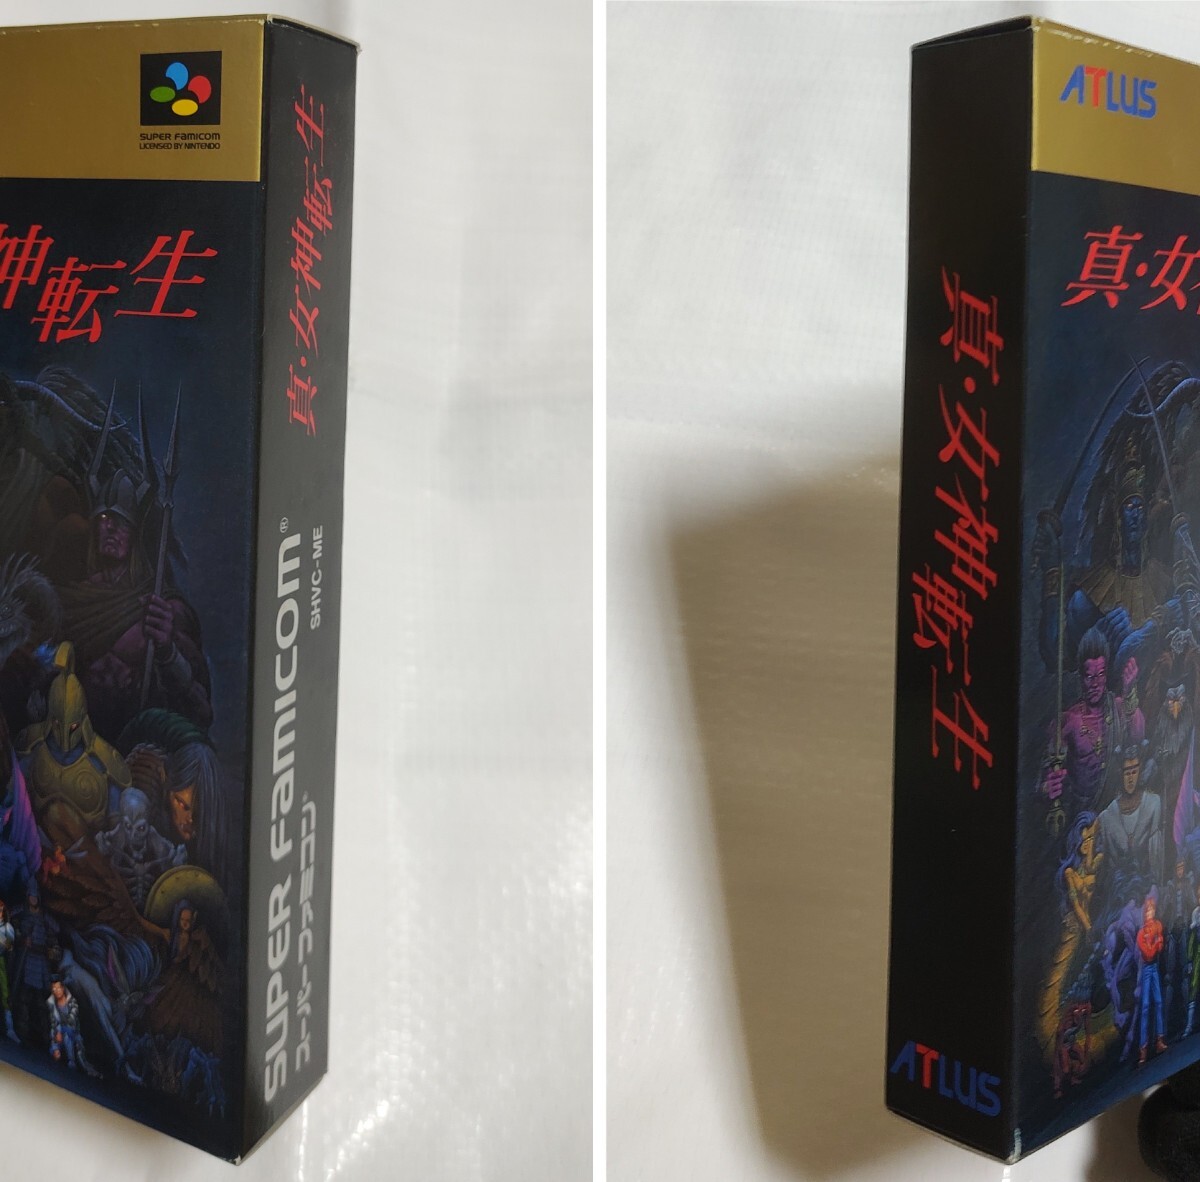 SUPER FAMICOM
LICENSED BY NINTENDO
神転生
真・女神転生
SUPER FAMICOM®
SHVC-ME
スーパーファミコン
ATLUS
真・女神転生
ATLUS
真・女